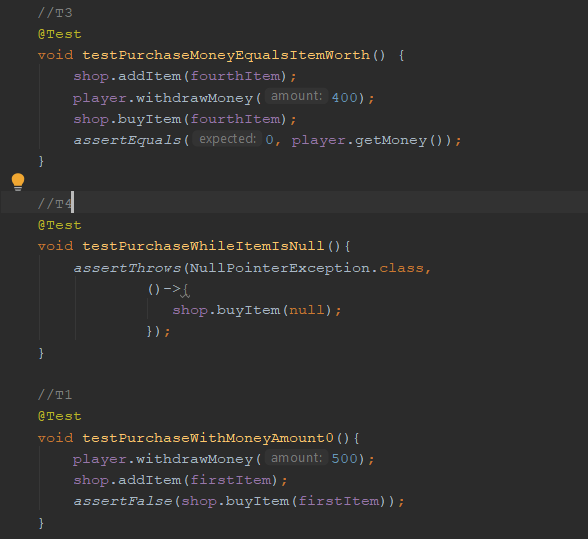 //T3
@Test
void testPurchaseMoneyEqualsItemWorth() {
shop.addItem(fourthItem);
player.withdrawMoney( amount: 400);
shop.buyItem(fourthItem);
assertEquals( expected: 0, player.getMoney());
}
//T4
@Test
void testPurchaseWhileItemIsNull(){
assertThrows(NullPointerException.class,
()->{
shop.buyItem(null);
});
}
//T1
@Test
void testPurchaseWithMoneyAmount0(){
player.withdrawMoney( amount: 500);
shop.addItem(firstItem);
assertFalse(shop.buyItem(firstItem));
}